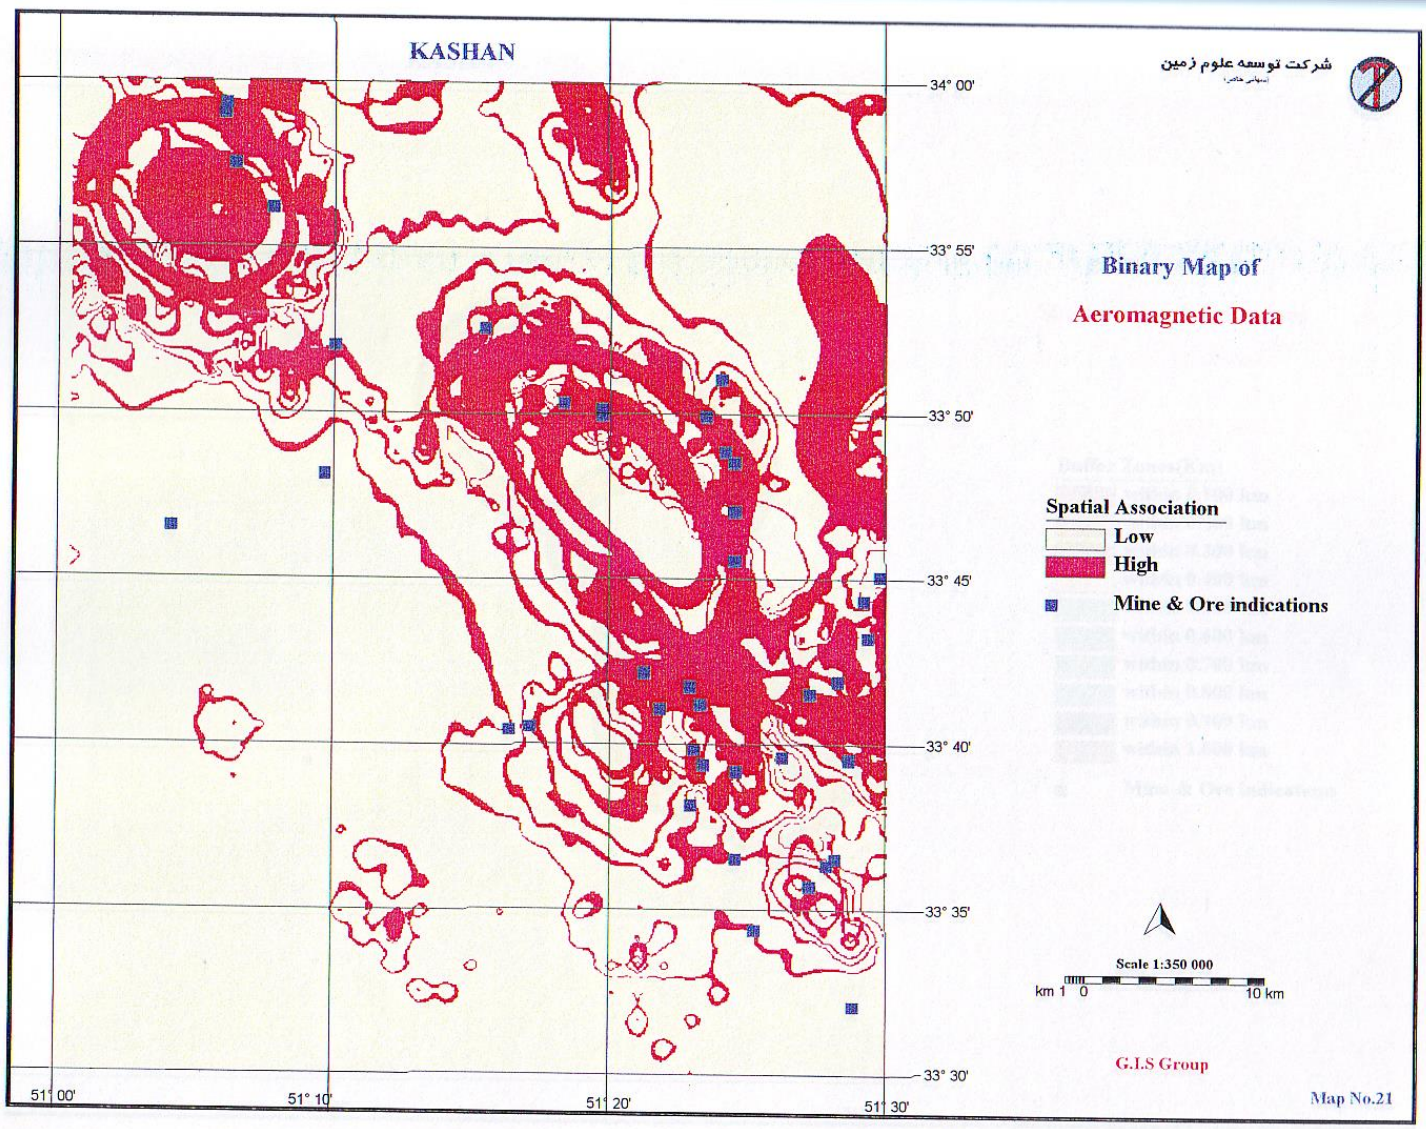 KASHAN
شرکت توسعه علوم زمین
(سهامی خاص)
34° 00'
33° 55'
Binary Map of
Aeromagnetic Data
33° 50'
Spatial Association
Low
High
33° 45'
Mine & Ore indications
33° 40'
33° 35'
Scale 1:350 000
km 1 0 10 km
G.I.S Group
33° 30'
51° 00' 51° 10' 51° 20' 51° 30'
Map No.21